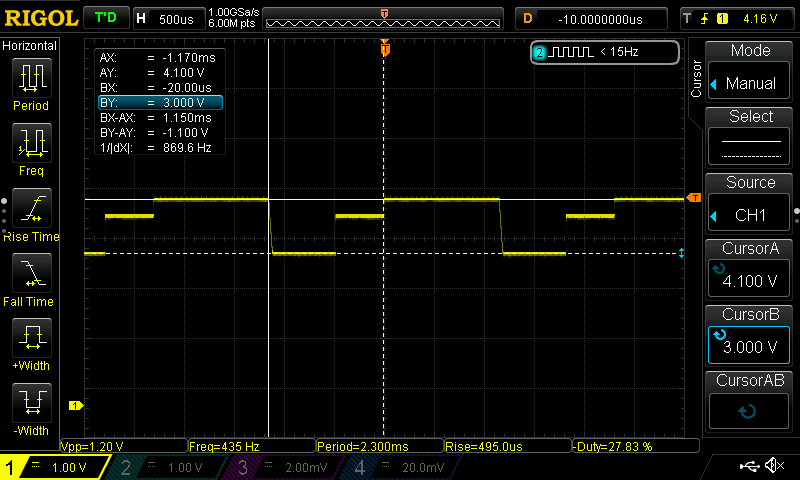 RIGOL T'D H 500us 1.00GSa/s 6.00M pts T D -10.0000000us T 1 4.16 V
Horizontal
Period
Freq
Rise Time
Fall Time
+Width
-Width
AX: = -1.170ms
AY: = 4.100 V
BX: = -20.00us
BY: = 3.000 V
BX-AX: = 1.150ms
BY-AY: = -1.100 V
1/|dX|: = 869.6 Hz
T
2 < 15Hz
T
1
Cursor
Mode
Manual
Select
Source
CH1
CursorA
4.100 V
CursorB
3.000 V
CursorAB
Vpp=1.20 V Freq=435 Hz Period=2.300ms Rise=495.0us -Duty=27.83 %
1 = 1.00 V 2 = 1.00 V 3 = 2.00mV 4 = 20.0mV